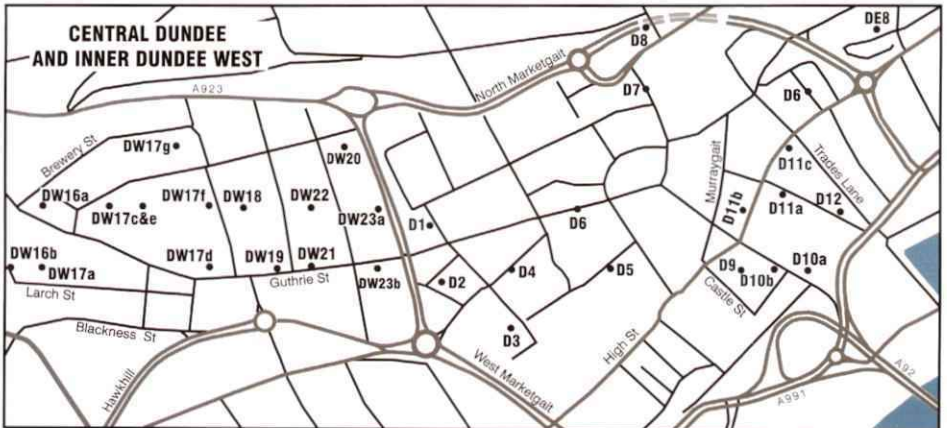 CENTRAL DUNDEE
AND INNER DUNDEE WEST
DE8
D8
North Marketgait
A923
D7
D6
Brewery St
DW17g
DW20
D11c
Trades Lane
Murraygait
DW16a
DW17c&e
DW17f
DW18
DW22
DW23a
D1
D6
D11b
D11a
D12
DW16b
DW17a
DW17d
DW19
DW21
DW23b
D2
D4
D5
D9
D10b
D10a
Larch St
Guthrie St
Castle St
Blackness St
D3
High St
Hawkhill
West Marketgait
A991
A92